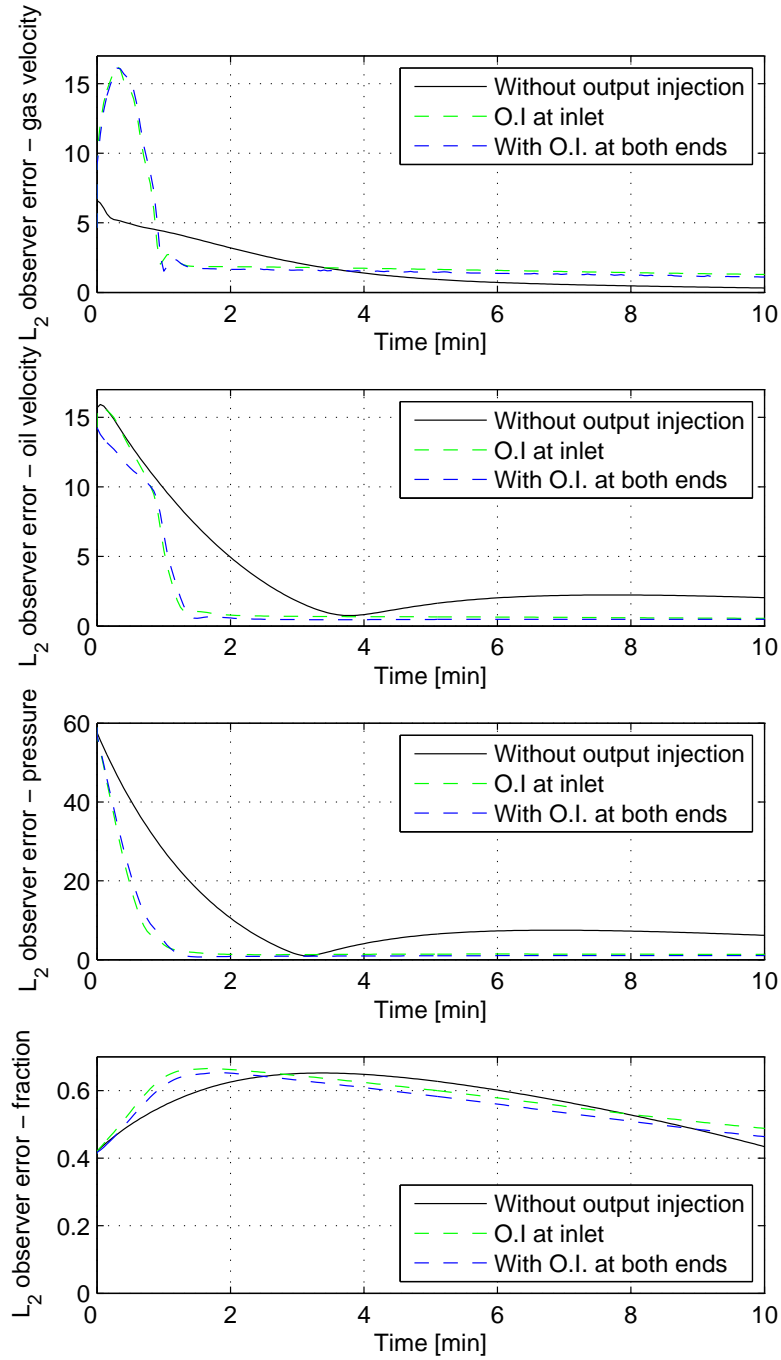 L2 observer error – gas velocity
15
10
5
0
Without output injection
O.I at inlet
With O.I. at both ends
0 2 4 6 8 10
Time [min]
L2 observer error – oil velocity
15
10
5
0
Without output injection
O.I at inlet
With O.I. at both ends
0 2 4 6 8 10
Time [min]
L2 observer error – pressure
60
40
20
0
Without output injection
O.I at inlet
With O.I. at both ends
0 2 4 6 8 10
Time [min]
L2 observer error – fraction
0.6
0.4
0.2
0
Without output injection
O.I at inlet
With O.I. at both ends
0 2 4 6 8 10
Time [min]